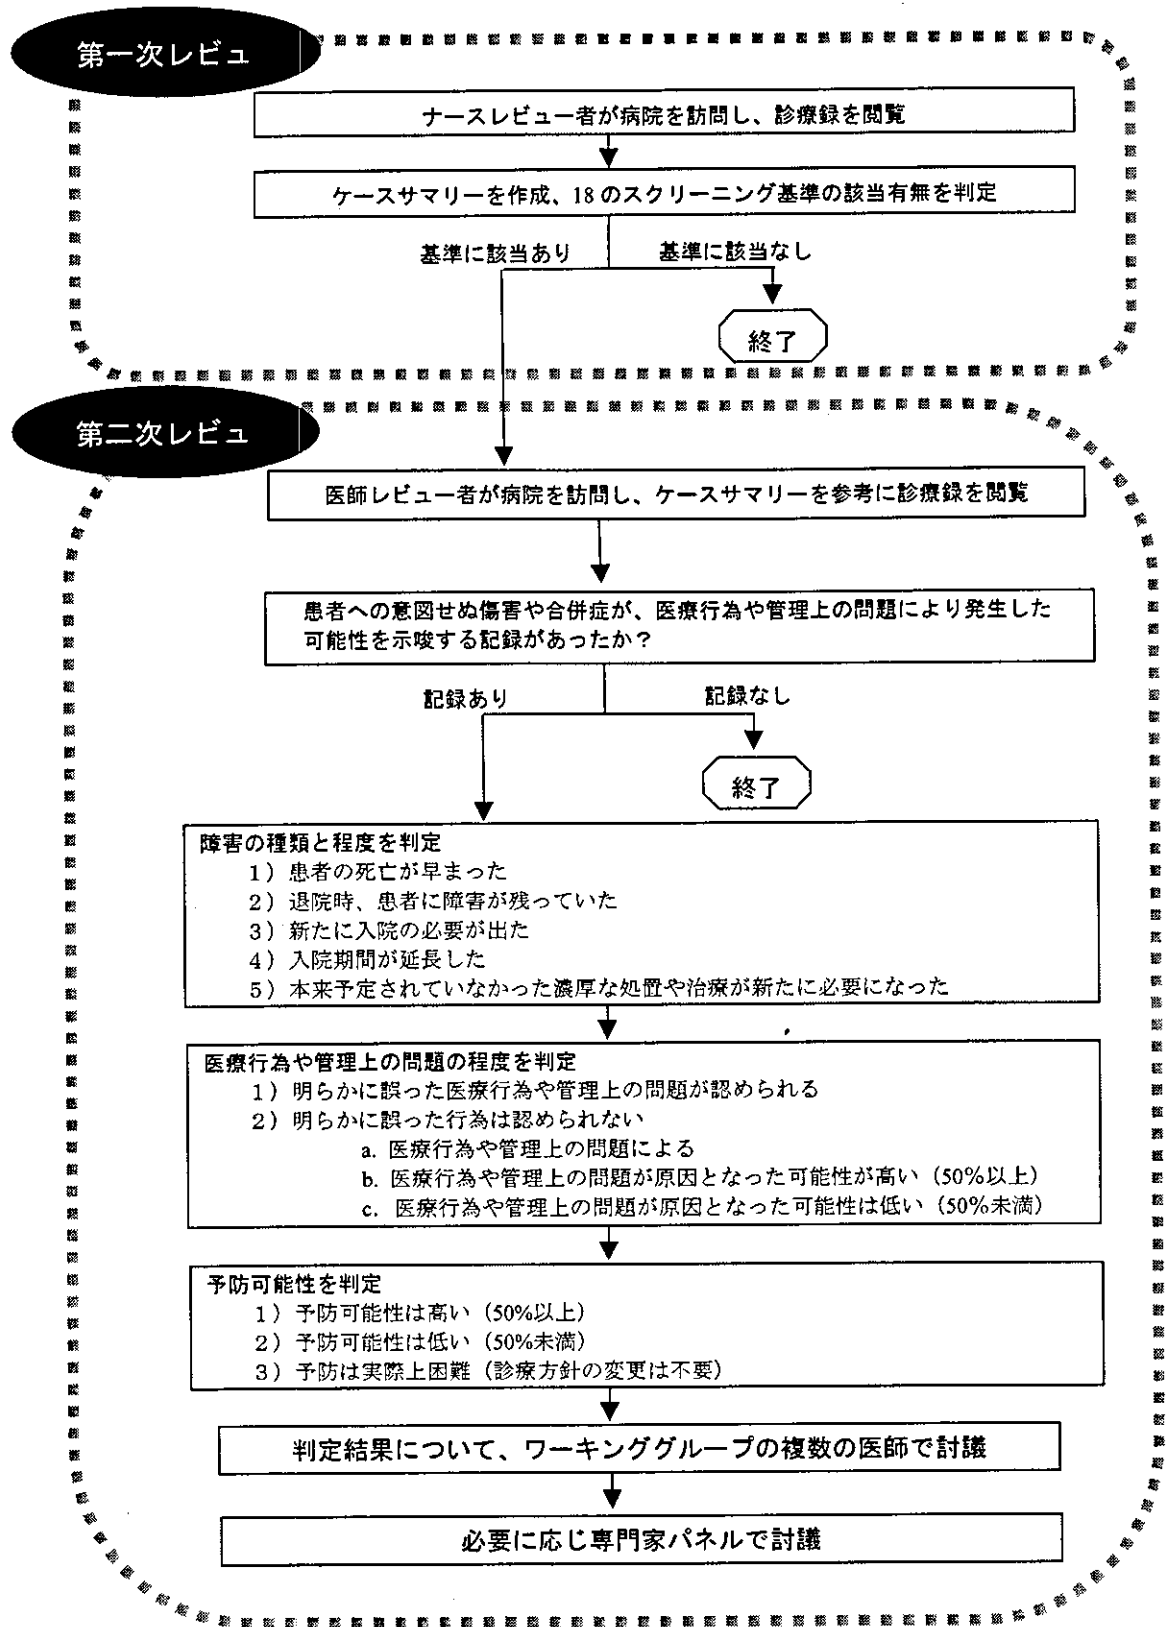 第一次レビュ
ナースレビュー者が病院を訪問し、診療録を閲覧
ケースサマリーを作成、18のスクリーニング基準の該当有無を判定
基準に該当あり
基準に該当なし
終了
第二次レビュ
医師レビュー者が病院を訪問し、ケースサマリーを参考に診療録を閲覧
患者への意図せぬ傷害や合併症が、医療行為や管理上の問題により発生した
可能性を示唆する記録があったか？
記録あり
記録なし
終了
障害の種類と程度を判定
1）患者の死亡が早まった
2）退院時、患者に障害が残っていた
3）新たに入院の必要が出た
4）入院期間が延長した
5）本来予定されていなかった濃厚な処置や治療が新たに必要になった
医療行為や管理上の問題の程度を判定
1）明らかに誤った医療行為や管理上の問題が認められる
2）明らかに誤った行為は認められない
a. 医療行為や管理上の問題による
b. 医療行為や管理上の問題が原因となった可能性が高い（50%以上）
c. 医療行為や管理上の問題が原因となった可能性は低い（50%未満）
予防可能性を判定
1）予防可能性は高い（50%以上）
2）予防可能性は低い（50%未満）
3）予防は実際上困難（診療方針の変更は不要）
判定結果について、ワーキンググループの複数の医師で討議
必要に応じ専門家パネルで討議